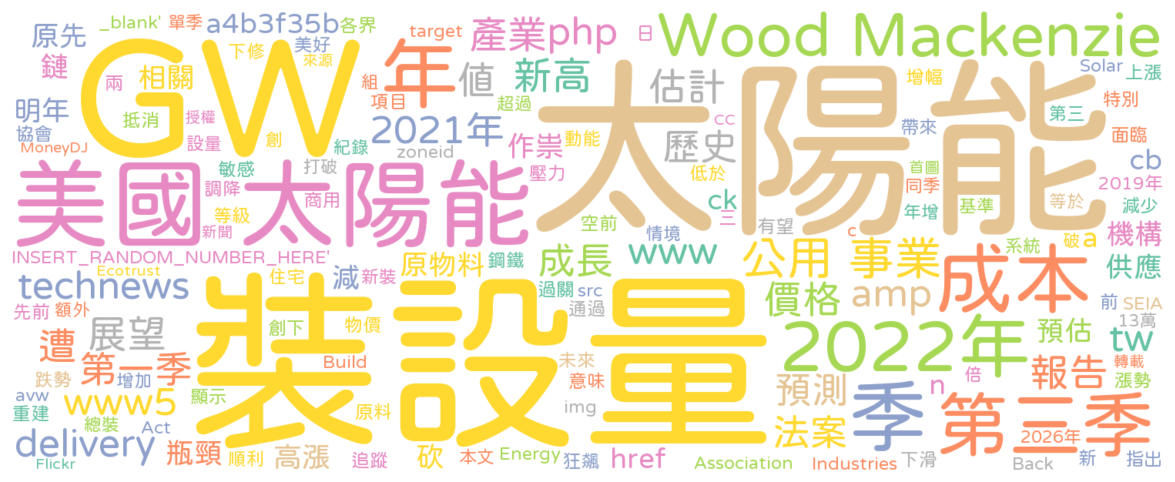 _blank'
單季
a4b3f35b
各界
target
產業php
日
Wood Mackenzie
原先
下修
美好
來源
GW
年
值
新高
估計
增幅
Solar
上漲
鏈
兩
相關
組
項目
超過
太陽能
特別
明年
抵消
授權
2021年
作祟
動能
cc
歷史
帶來
第三
面臨
協會
設量
創
紀錄
zoneid
MoneyDJ
敏感
打破
壓力
低於
首圖
cb
美國太陽能
調降
商用
ck
同季
2019年
等級
三
年增
基準
等於
減少
新聞
空前
情境
有望
c
系統
破
a
機構
INSERT_RANDOM_NUMBER_HERE'
鋼鐵
成長
www
公用
事業
成本
供應
Ecotrust
住宅
減
新裝
原物料
過關
src
價格
amp
前
SEIA
technews
先前
額外
裝設量
通過
2022年
預估
13萬
tw
展望
創下
物價
遭
第一季
Build
未來
意味
預測
季
n
倍
報告
轉載
漲勢
跌勢
增加
avw
www5
顯示
原料
img
法案
第三季
重建
總裝
Act
delivery
瓶頸
順利
高漲
追蹤
砍
本文
Energy
狂飆
href
Association
Industries
下滑
2026年
Back
新
指出
Flickr